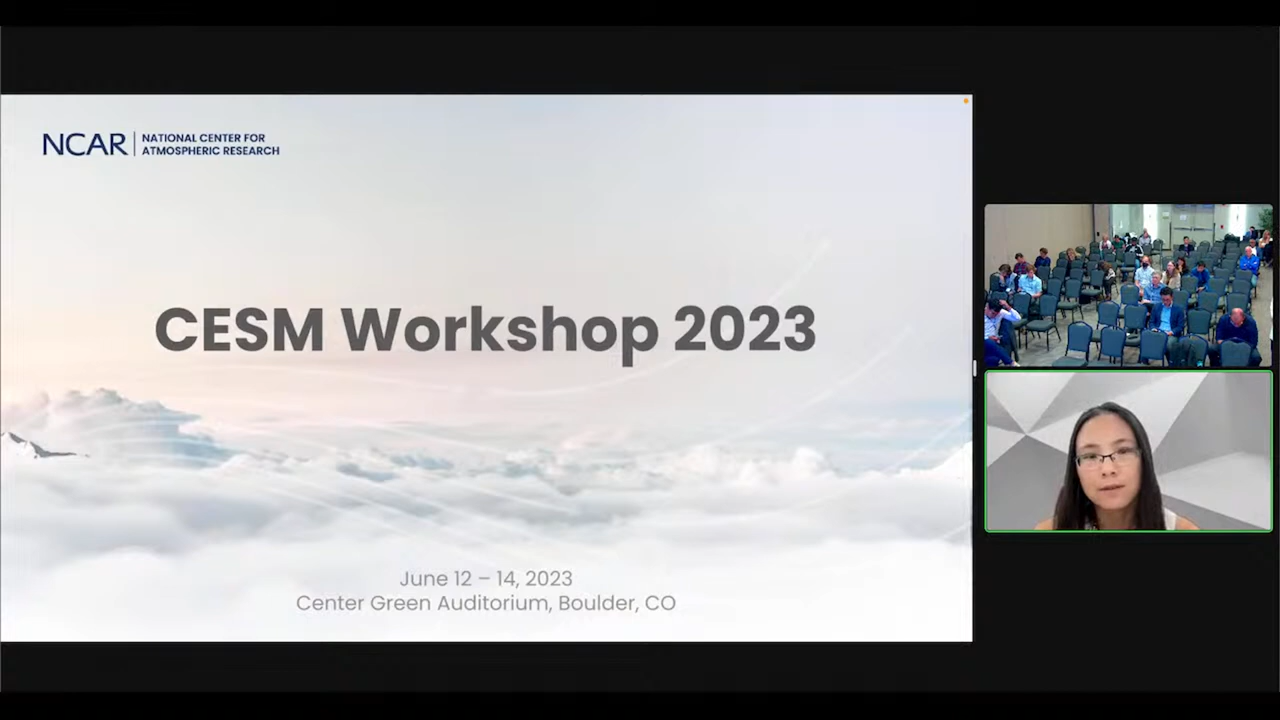 NCAR
NATIONAL CENTER FOR
ATMOSPHERIC RESEARCH
CESM Workshop 2023
June 12 – 14, 2023
Center Green Auditorium, Boulder, CO